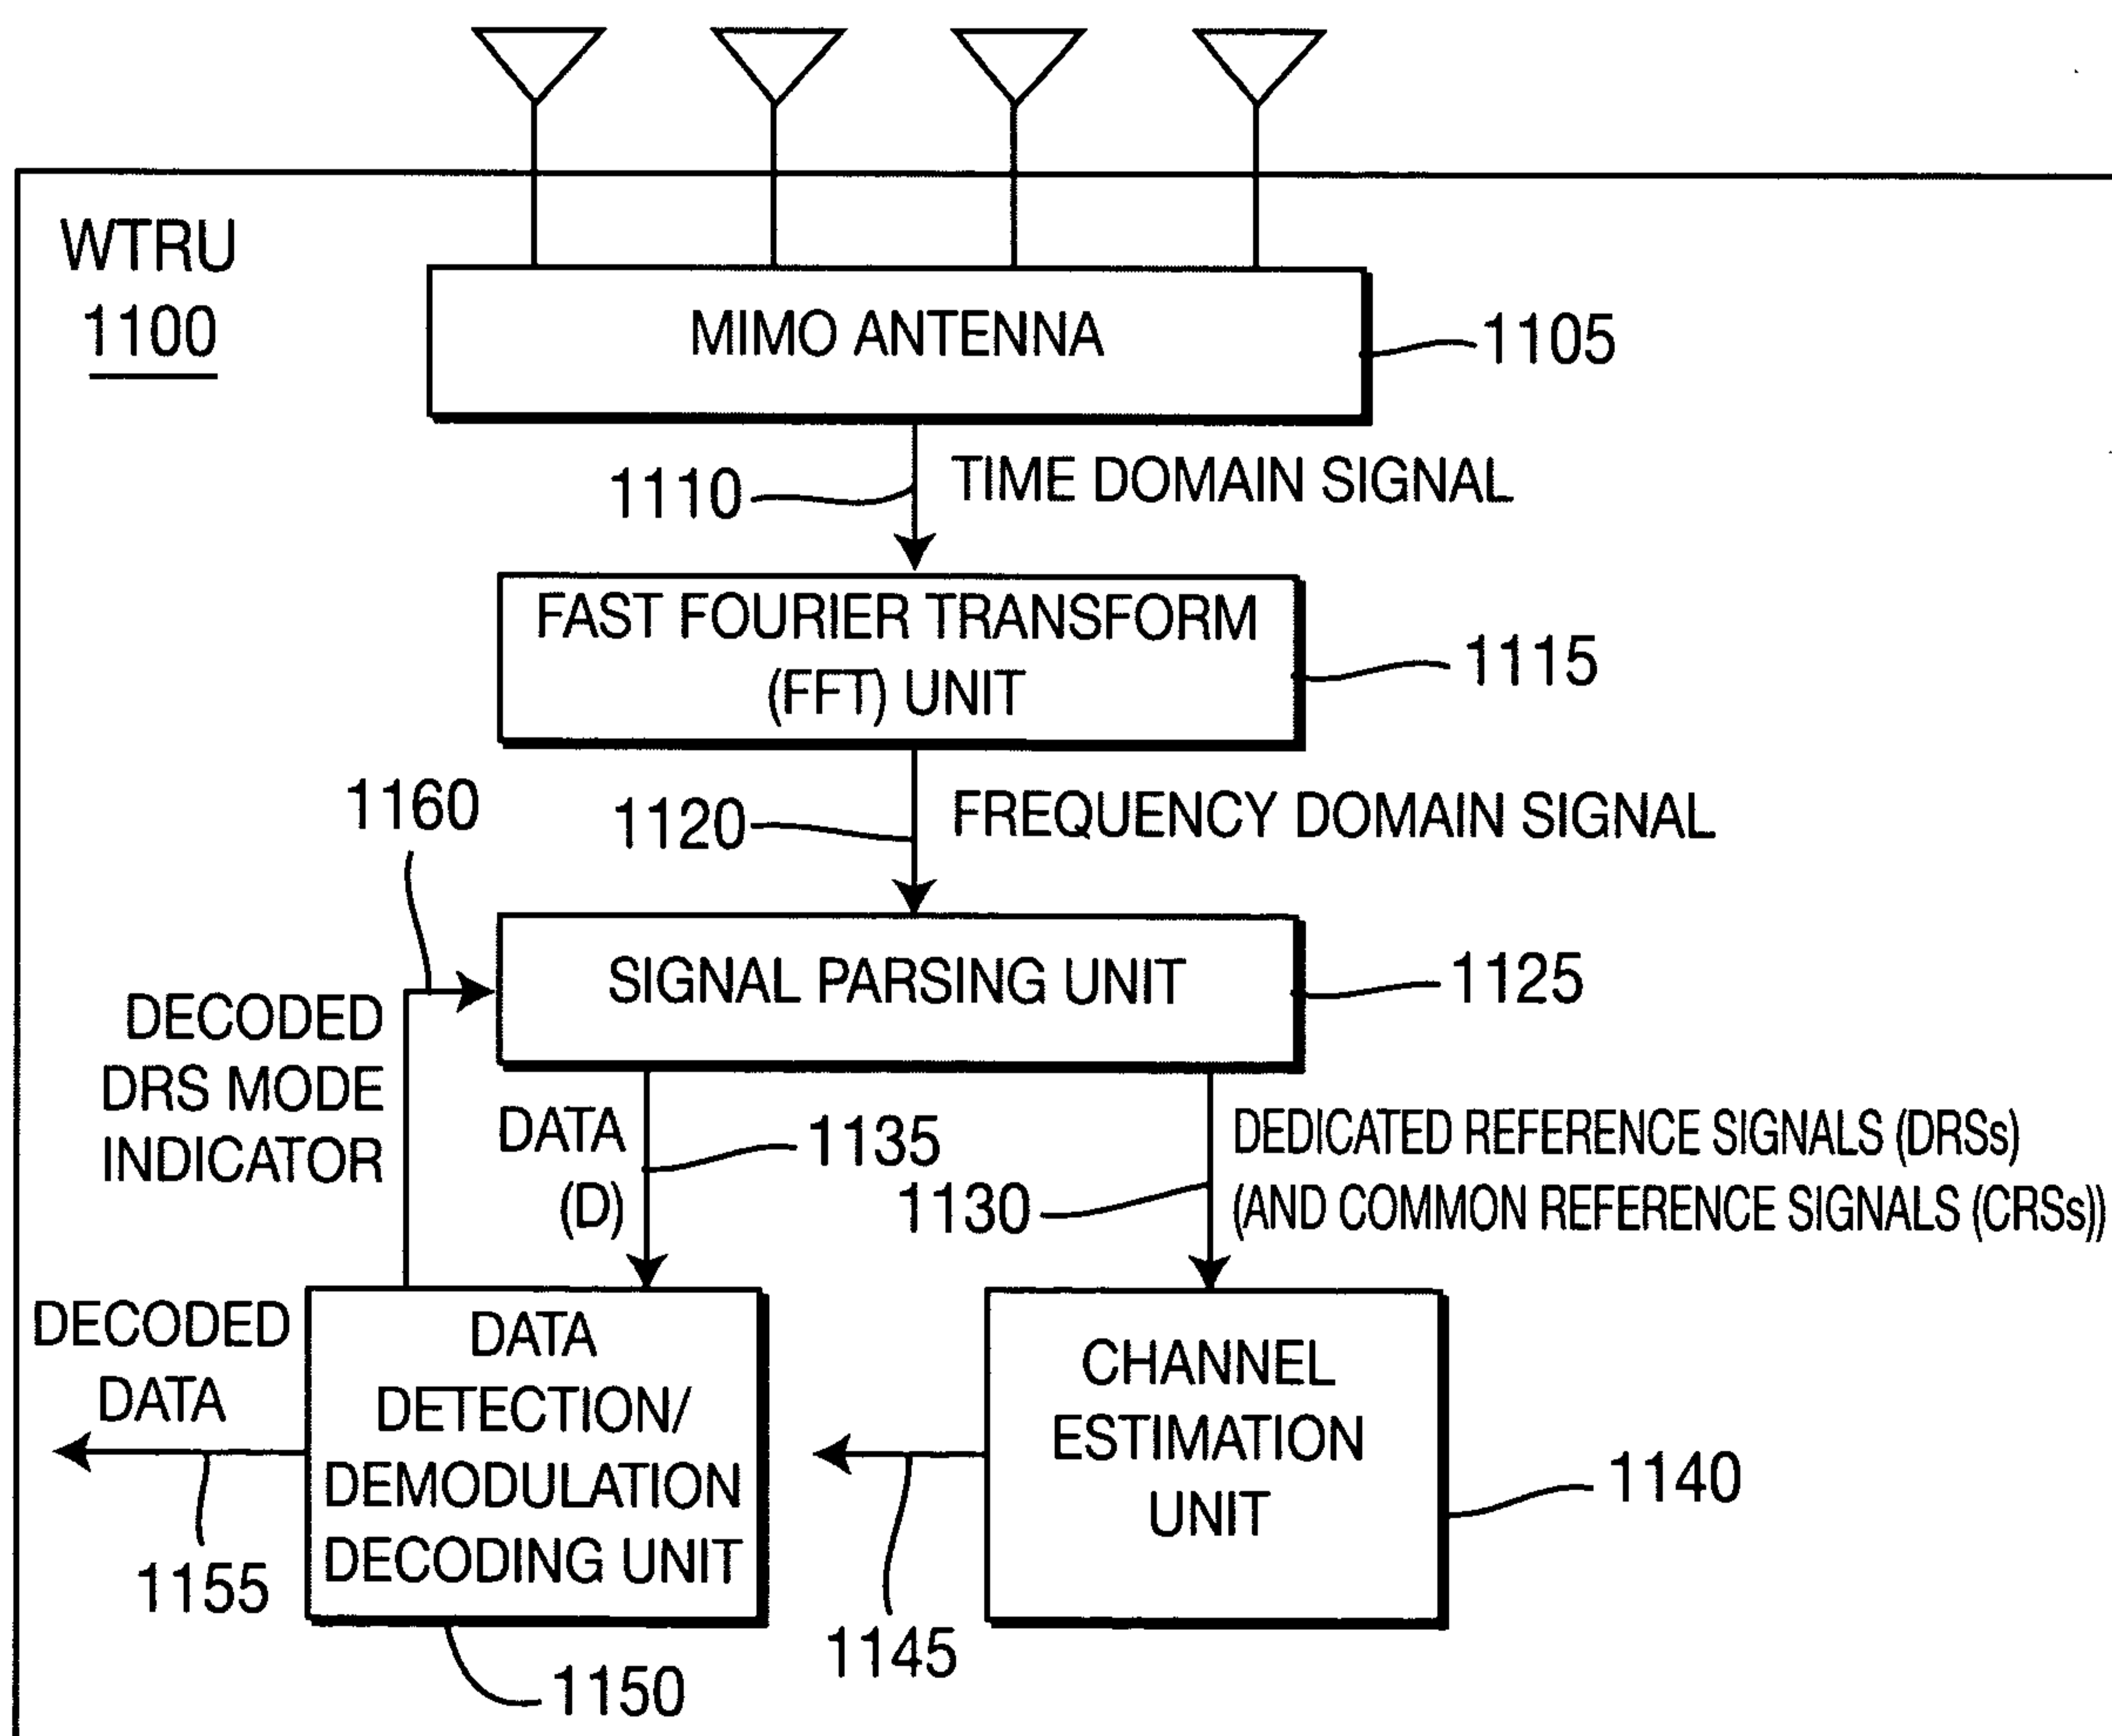 WTRU
1100
MIMO ANTENNA
1105
1110
TIME DOMAIN SIGNAL
FAST FOURIER TRANSFORM
(FFT) UNIT
1115
1160
1120
FREQUENCY DOMAIN SIGNAL
SIGNAL PARSING UNIT
1125
DECODED
DRS MODE
INDICATOR
DATA
(D)
1135
1130
DEDICATED REFERENCE SIGNALS (DRSs)
(AND COMMON REFERENCE SIGNALS (CRSs))
DECODED
DATA
DATA
DETECTION/
DEMODULATION
DECODING UNIT
CHANNEL
ESTIMATION
UNIT
1140
1155
1145
1150